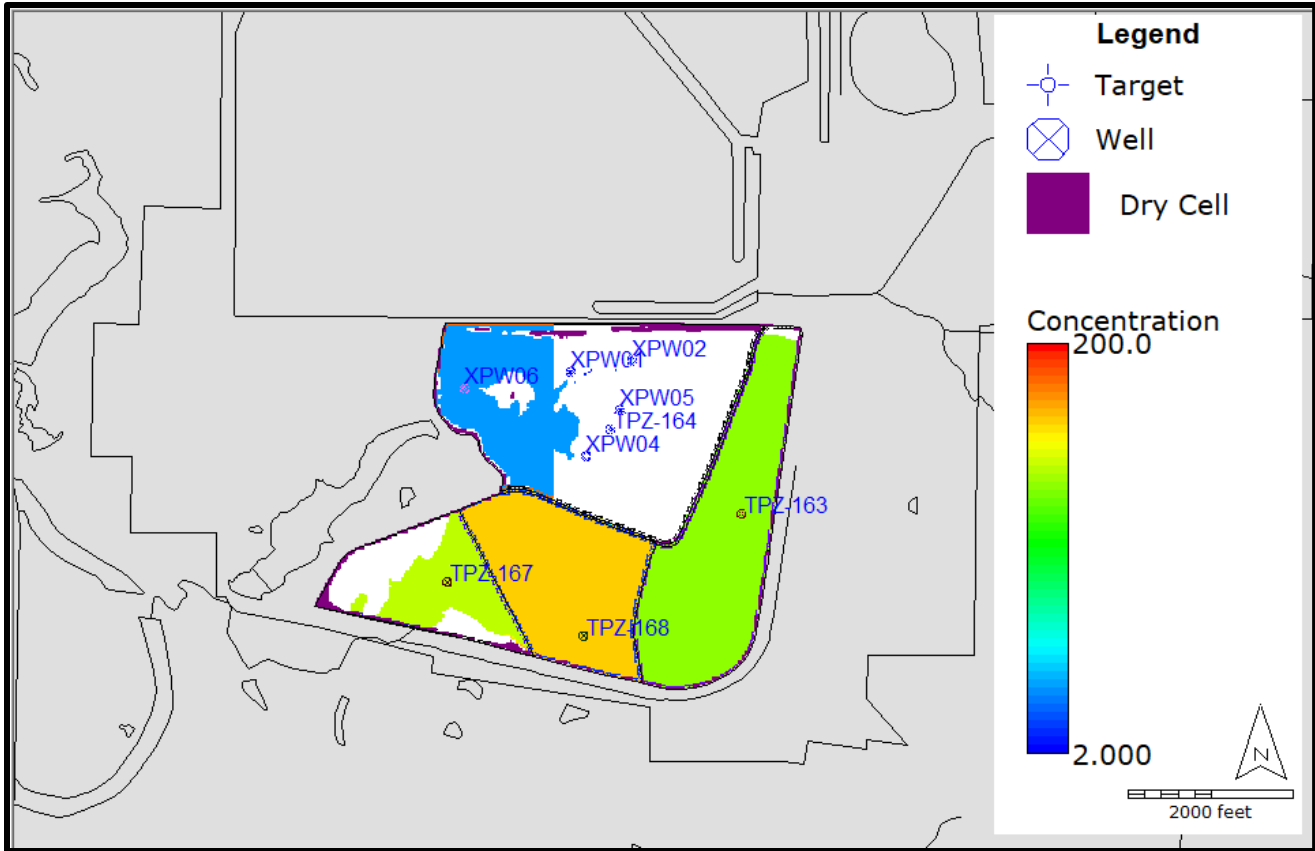 Legend
Target
Well
Dry Cell
Concentration
200.0
2.000
N
2000 feet
XPW02
XPW01
XPW06
XPW05
TPZ-164
XPW04
TPZ-163
TPZ-167
TPZ-168